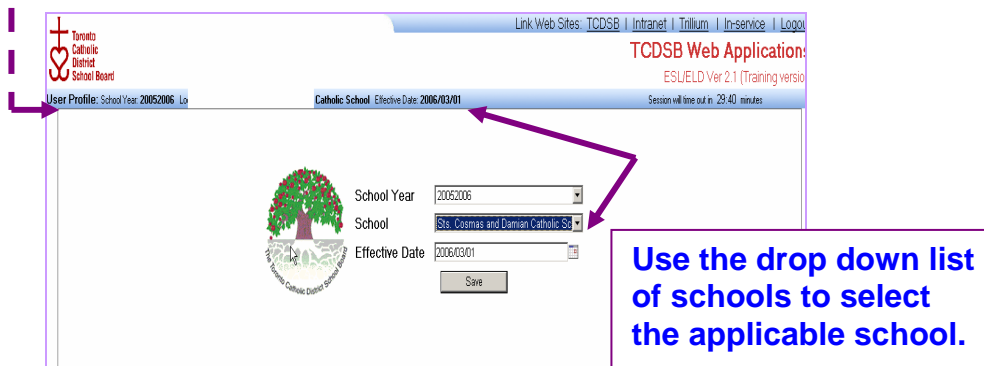 Link Web Sites: TCDSB | Intranet | Trillium | In-service | Logou
Toronto
Catholic
District
School Board
TCDSB Web Applications
ESL/ELD Ver 2.1 (Training versio
User Profile: School Year: 20052006 Lo
Catholic School Effective Date: 2006/03/01
Session will time out in 29:40 minutes
School Year 20052006
School Sts. Cosmas and Damian Catholic Sc
Effective Date 2006/03/01
Save
The Toronto Catholic District School Board
Use the drop down list
of schools to select
the applicable school.